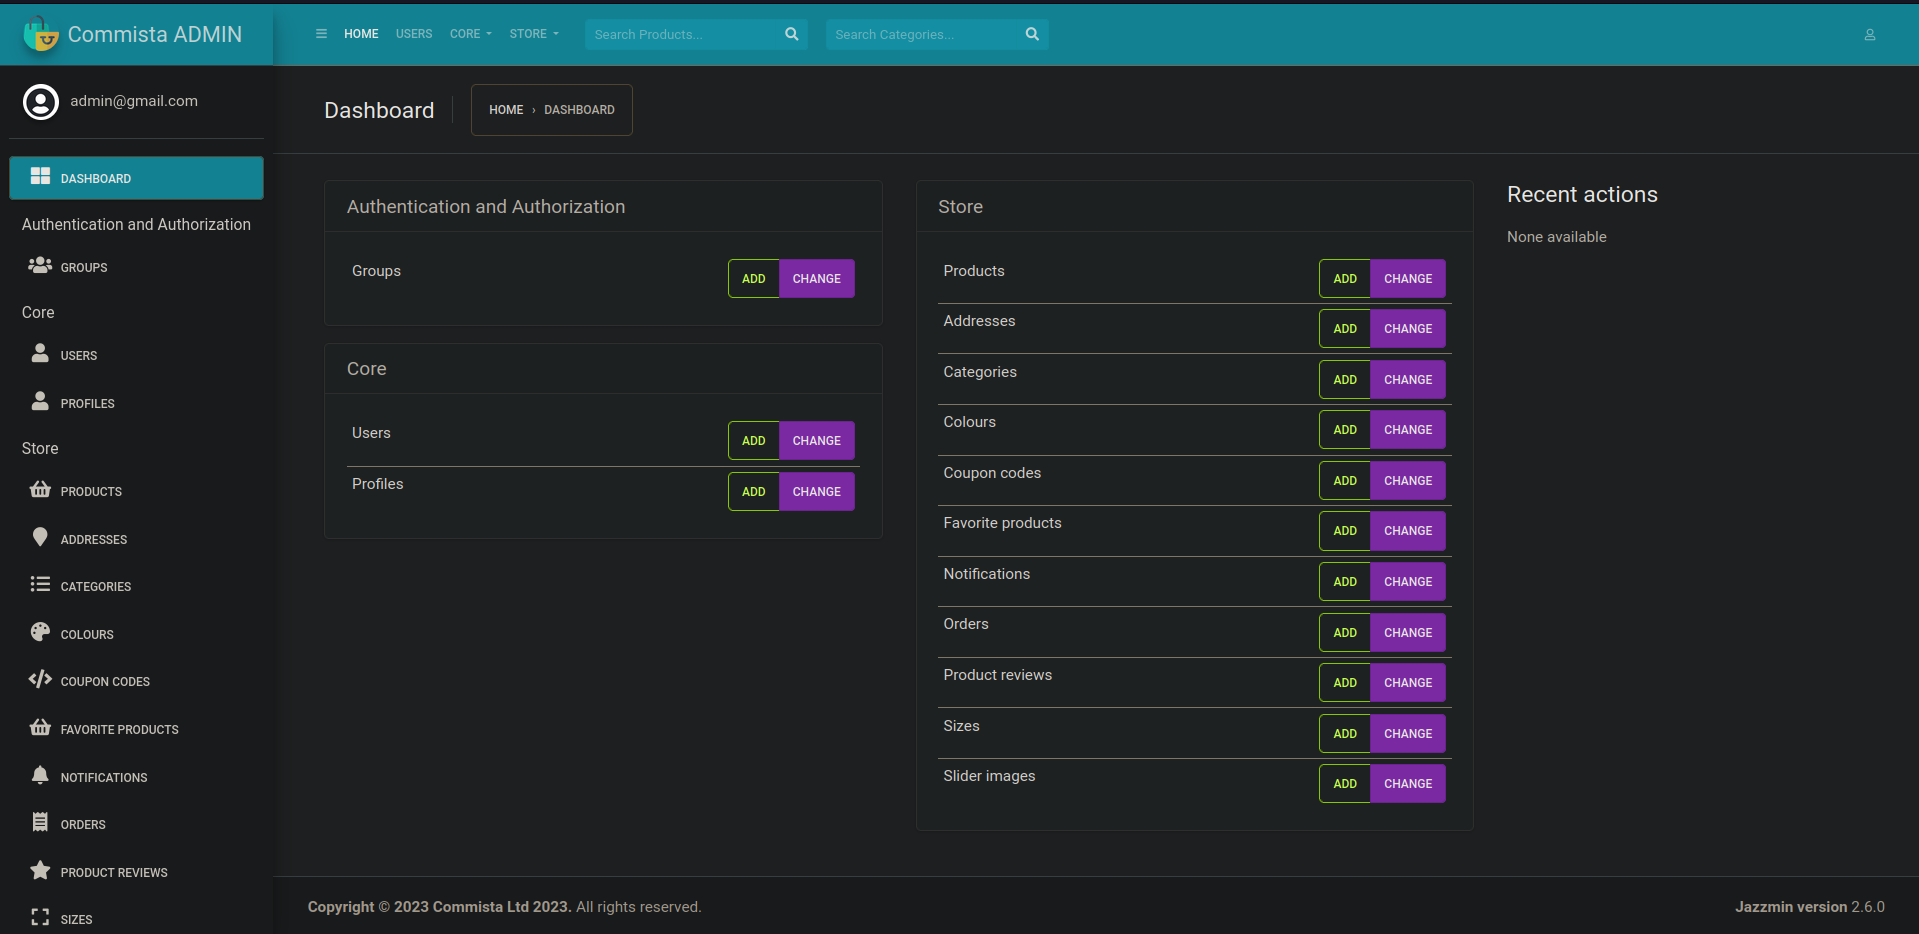 Commista ADMIN
HOME USERS CORE STORE Search Products... Search Categories...
admin@gmail.com
DASHBOARD
Authentication and Authorization
GROUPS
Core
USERS
PROFILES
Store
PRODUCTS
ADDRESSES
CATEGORIES
COLOURS
COUPON CODES
FAVORITE PRODUCTS
NOTIFICATIONS
ORDERS
PRODUCT REVIEWS
SIZES
Dashboard
HOME › DASHBOARD
Authentication and Authorization
Groups ADD CHANGE
Core
Users ADD CHANGE
Profiles ADD CHANGE
Store
Products ADD CHANGE
Addresses ADD CHANGE
Categories ADD CHANGE
Colours ADD CHANGE
Coupon codes ADD CHANGE
Favorite products ADD CHANGE
Notifications ADD CHANGE
Orders ADD CHANGE
Product reviews ADD CHANGE
Sizes ADD CHANGE
Slider images ADD CHANGE
Recent actions
None available
Copyright © 2023 Commista Ltd 2023. All rights reserved.
Jazzmin version 2.6.0